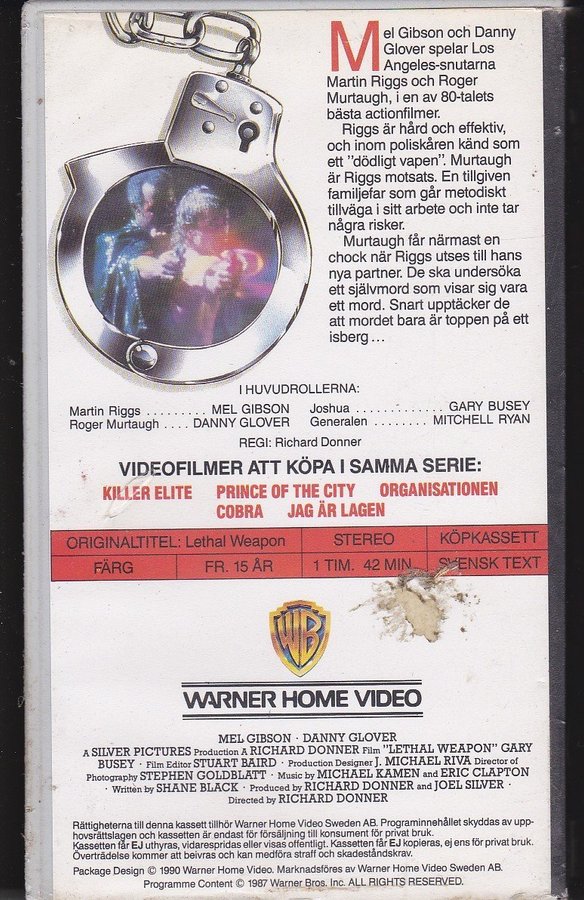 Mel Gibson och Danny
Glover spelar Los
Angeles-snutarna
Martin Riggs och Roger
Murtaugh, i en av 80-talets
bästa actionfilmer.
Riggs är hård och effektiv,
och inom poliskåren känd som
ett "dödligt vapen". Murtaugh
är Riggs motsats. En tillgiven
familjefar som går metodiskt
tillväga i sitt arbete och inte tar
några risker.
Murtaugh får närmast en
chock när Riggs utses till hans
nya partner. De ska undersöka
ett självmord som visar sig vara
ett mord. Snart upptäcker de
att mordet bara är toppen på ett
isberg...
I HUVUDROLLERNA:
Martin Riggs ......... MEL GIBSON Joshua ............. GARY BUSEY
Roger Murtaugh .... DANNY GLOVER Generalen ......... MITCHELL RYAN
REGI: Richard Donner
VIDEOFILMER ATT KÖPA I SAMMA SERIE:
KILLER ELITE PRINCE OF THE CITY ORGANISATIONEN
COBRA JAG ÄR LAGEN
ORIGINALTITEL: Lethal Weapon STEREO KÖPKASSETT
FÄRG FR. 15 ÅR 1 TIM. 42 MIN. SVENSK TEXT
WB
WARNER HOME VIDEO
MEL GIBSON · DANNY GLOVER
A SILVER PICTURES Production A RICHARD DONNER Film "LETHAL WEAPON" GARY
BUSEY · Film Editor STUART BAIRD · Production Designer J. MICHAEL RIVA Director of
Photography STEPHEN GOLDBLATT · Music by MICHAEL KAMEN and ERIC CLAPTON
· Written by SHANE BLACK · Produced by RICHARD DONNER and JOEL SILVER ·
Directed by RICHARD DONNER
Rättigheterna till denna kassett tillhör Warner Home Video Sweden AB. Programinnehållet skyddas av upp-
hovsrättslagen och kassetten är endast för försäljning till konsument för privat bruk.
Kassetten får EJ uthyras, vidarespridas eller visas offentligt. Kassetten får EJ kopieras, ej ens för privat bruk.
Överträdelse kommer att beivras och kan medföra straff och skadeståndskrav.
Package Design © 1990 Warner Home Video. Marknadsföres av Warner Home Video Sweden AB.
Programme Content © 1987 Warner Bros. Inc. ALL RIGHTS RESERVED.